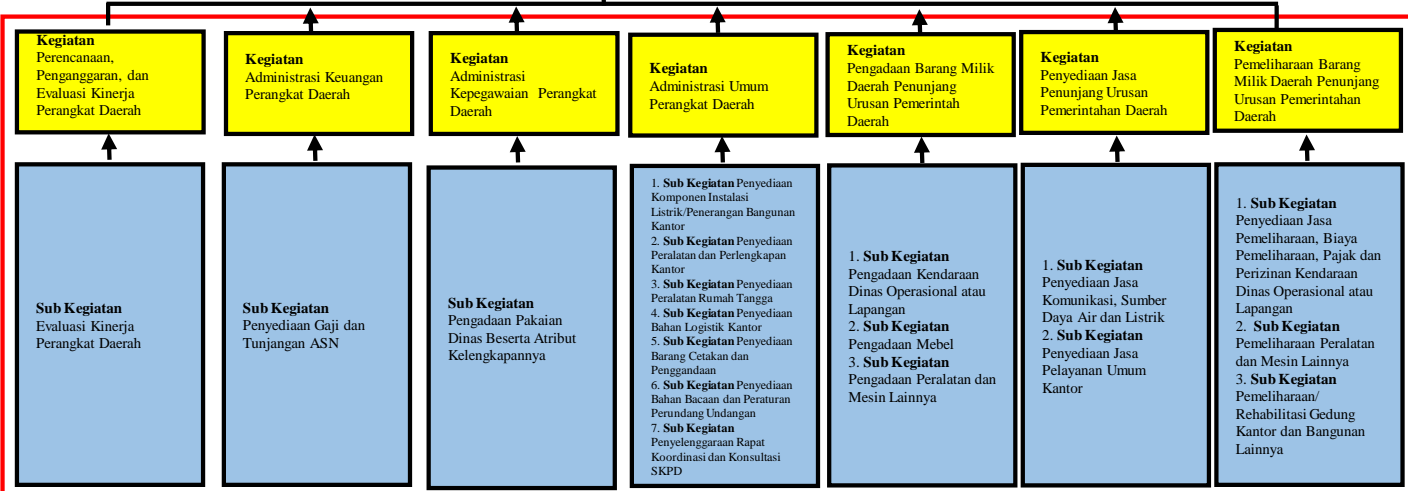 Kegiatan
Perencanaan,
Penganggaran, dan
Evaluasi Kinerja
Perangkat Daerah
Kegiatan
Administrasi Keuangan
Perangkat Daerah
Kegiatan
Administrasi
Kepegawaian Perangkat
Daerah
Kegiatan
Administrasi Umum
Perangkat Daerah
Kegiatan
Pengadaan Barang Milik
Daerah Penunjang
Urusan Pemerintah
Daerah
Kegiatan
Penyediaan Jasa
Penunjang Urusan
Pemerintahan Daerah
Kegiatan
Pemeliharaan Barang
Milik Daerah Penunjang
Urusan Pemerintahan
Daerah
Sub Kegiatan
Evaluasi Kinerja
Perangkat Daerah
Sub Kegiatan
Penyediaan Gaji dan
Tunjangan ASN
Sub Kegiatan
Pengadaan Pakaian
Dinas Beserta Atribut
Kelengkapannya
1. Sub Kegiatan Penyediaan
Komponen Instalasi
Listrik/Penerangan Bangunan
Kantor
2. Sub Kegiatan Penyediaan
Peralatan dan Perlengkapan
Kantor
3. Sub Kegiatan Penyediaan
Peralatan Rumah Tangga
4. Sub Kegiatan Penyediaan
Bahan Logistik Kantor
5. Sub Kegiatan Penyediaan
Barang Cetakan dan
Penggandaan
6. Sub Kegiatan Penyediaan
Bahan Bacaan dan Peraturan
Perundang Undangan
7. Sub Kegiatan
Penyelenggaraan Rapat
Koordinasi dan Konsultasi
SKPD
1. Sub Kegiatan
Pengadaan Kendaraan
Dinas Operasional atau
Lapangan
2. Sub Kegiatan
Pengadaan Mebel
3. Sub Kegiatan
Pengadaan Peralatan dan
Mesin Lainnya
1. Sub Kegiatan
Penyediaan Jasa
Komunikasi, Sumber
Daya Air dan Listrik
2. Sub Kegiatan
Penyediaan Jasa
Pelayanan Umum
Kantor
1. Sub Kegiatan
Penyediaan Jasa
Pemeliharaan, Biaya
Pemeliharaan, Pajak dan
Perizinan Kendaraan
Dinas Operasional atau
Lapangan
2. Sub Kegiatan
Pemeliharaan Peralatan
dan Mesin Lainnya
3. Sub Kegiatan
Pemeliharaan/
Rehabilitasi Gedung
Kantor dan Bangunan
Lainnya